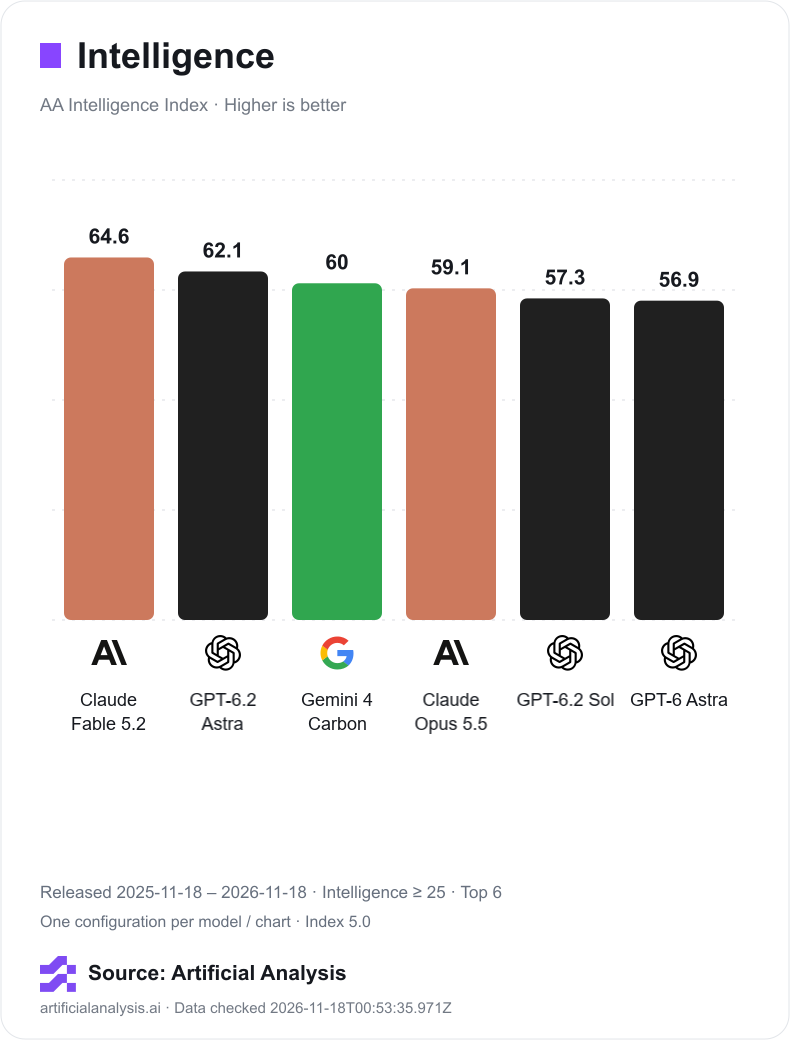 Intelligence
AA Intelligence Index · Higher is better
64.6
62.1
60
59.1
57.3
56.9
Claude
Fable 5.2
GPT-6.2
Astra
Gemini 4
Carbon
Claude
Opus 5.5
GPT-6.2 Sol
GPT-6 Astra
Released 2025-11-18 – 2026-11-18 · Intelligence ≥ 25 · Top 6
One configuration per model / chart · Index 5.0
Source: Artificial Analysis
artificialanalysis.ai · Data checked 2026-11-18T00:53:35.971Z